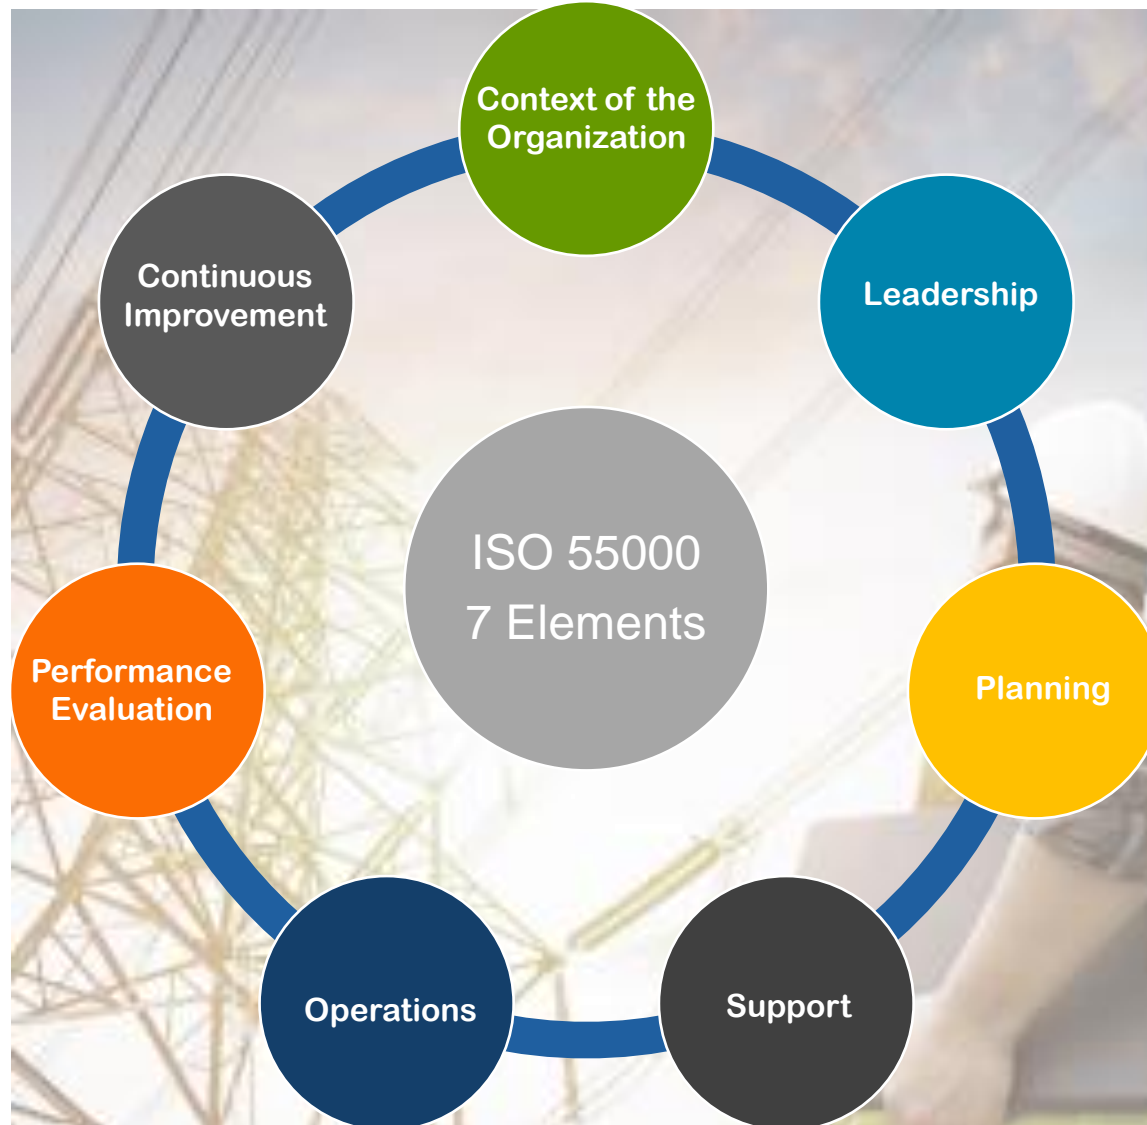 Context of the
Organization
Leadership
Planning
Support
Operations
Performance
Evaluation
Continuous
Improvement
ISO 55000
7 Elements